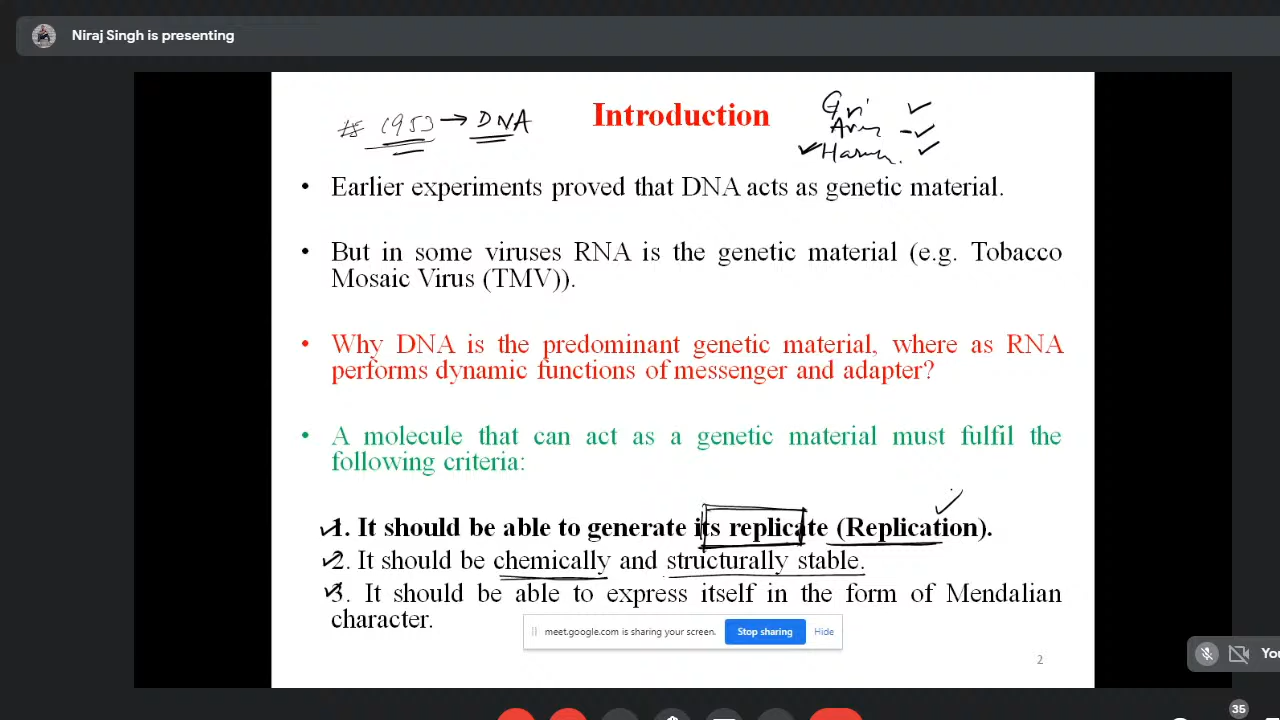 Niraj Singh is presenting
1953 → DNA
Introduction
Gri
• Earlier experiments proved that DNA acts as genetic material.
• But in some viruses RNA is the genetic material (e.g. Tobacco
Mosaic Virus (TMV)).
• Why DNA is the predominant genetic material, where as RNA
performs dynamic functions of messenger and adapter?
• A molecule that can act as a genetic material must fulfil the
following criteria:
1. It should be able to generate its replicate (Replication).
2. It should be chemically and structurally stable.
3. It should be able to express itself in the form of Mendalian
character.
meet.google.com is sharing your screen. Stop sharing Hide
2
You
35